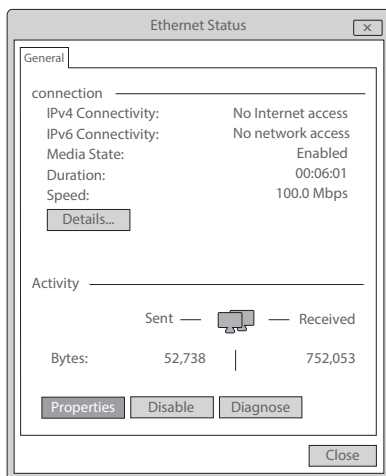 Ethernet Status
General
connection
IPv4 Connectivity: No Internet access
IPv6 Connectivity: No network access
Media State: Enabled
Duration: 00:06:01
Speed: 100.0 Mbps
Details...
Activity
Sent Received
Bytes: 52,738 752,053
Properties Disable Diagnose
Close